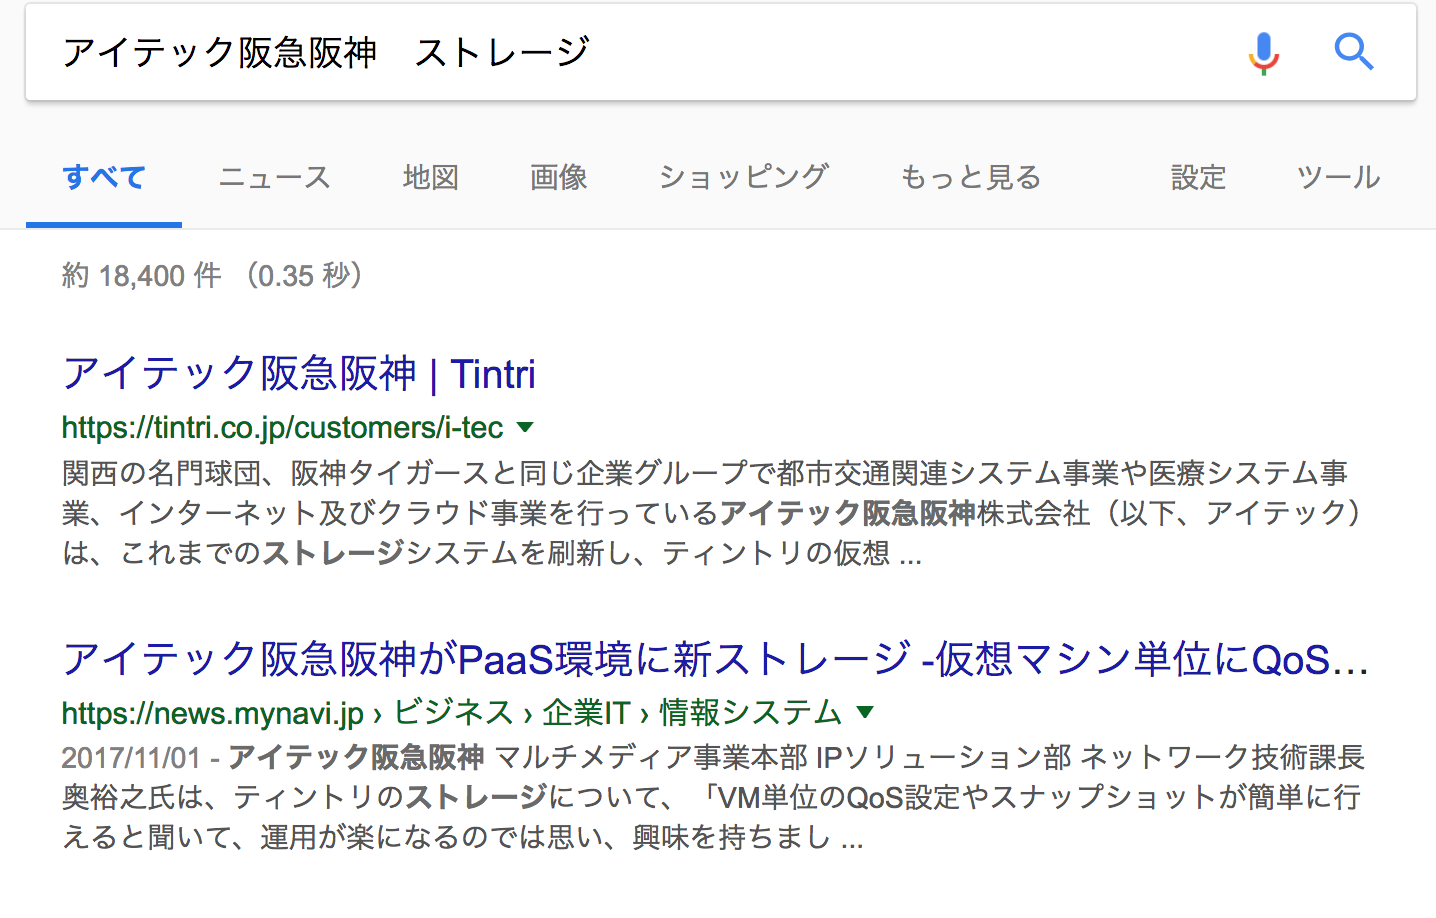 アイテック阪急阪神　ストレージ
すべて ニュース 地図 画像 ショッピング もっと見る 設定 ツール
約 18,400 件 （0.35 秒）
アイテック阪急阪神 | Tintri
https://tintri.co.jp/customers/i-tec
関西の名門球団、阪神タイガースと同じ企業グループで都市交通関連システム事業や医療システム事
業、インターネット及びクラウド事業を行っているアイテック阪急阪神株式会社（以下、アイテック）
は、これまでのストレージシステムを刷新し、ティントリの仮想 ...
アイテック阪急阪神がPaaS環境に新ストレージ -仮想マシン単位にQoS...
https://news.mynavi.jp › ビジネス › 企業IT › 情報システム
2017/11/01 - アイテック阪急阪神 マルチメディア事業本部 IPソリューション部 ネットワーク技術課長
奥裕之氏は、ティントリのストレージについて、「VM単位のQoS設定やスナップショットが簡単に行
えると聞いて、運用が楽になるのでは思い、興味を持ちまし ...